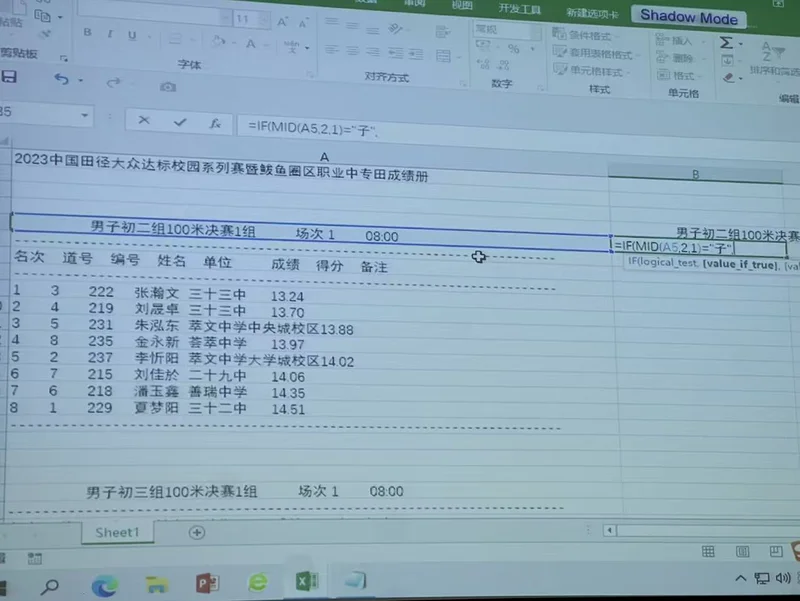 数据 审阅 视图 开发工具 新建选项卡 Shadow Mode
粘贴
11
B I U A
常规
%
条件格式
套用表格格式
单元格样式
插入
删除
格式
排序和筛选
剪贴板 字体 对齐方式 数字 样式 单元格 编辑
B5
fx =IF(MID(A5,2,1)="子",
A B
2023中国田径大众达标校园系列赛暨鲅鱼圈区职业中专田成绩册
男子初二组100米决赛1组 场次 1 08:00 男子初二组100米决赛
=IF(MID(A5,2,1)="子"
名次 道号 编号 姓名 单位 成绩 得分 备注
IF(logical_test, [value_if_true], [val
1 3 222 张瀚文 三十三中 13.24
2 4 219 刘晟卓 三十三中 13.70
3 5 231 朱泓东 萃文中学中央城校区13.88
4 8 235 金永新 荟萃中学 13.97
5 2 237 李忻阳 萃文中学大学城校区14.02
6 7 215 刘佳於 二十九中 14.06
7 6 218 潘玉鑫 善瑞中学 14.35
8 1 229 夏梦阳 三十二中 14.51
男子初三组100米决赛1组 场次 1 08:00
Sheet1